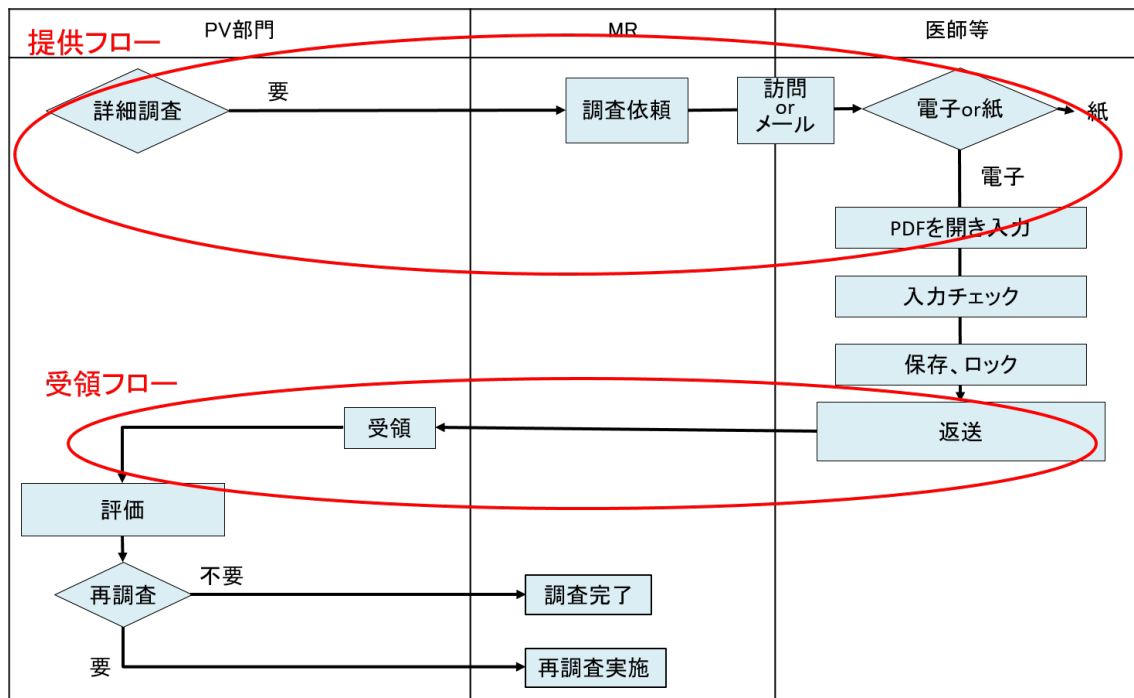 PV部門
MR
医師等
提供フロー
詳細調査
要
調査依頼
訪問
or
メール
電子or紙
紙
電子
PDFを開き入力
入力チェック
保存、ロック
受領フロー
受領
返送
評価
再調査
不要
調査完了
要
再調査実施